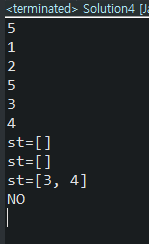 <terminated> Solution4 [Ja
5
1
2
5
3
4
st=[]
st=[]
st=[3, 4]
NO